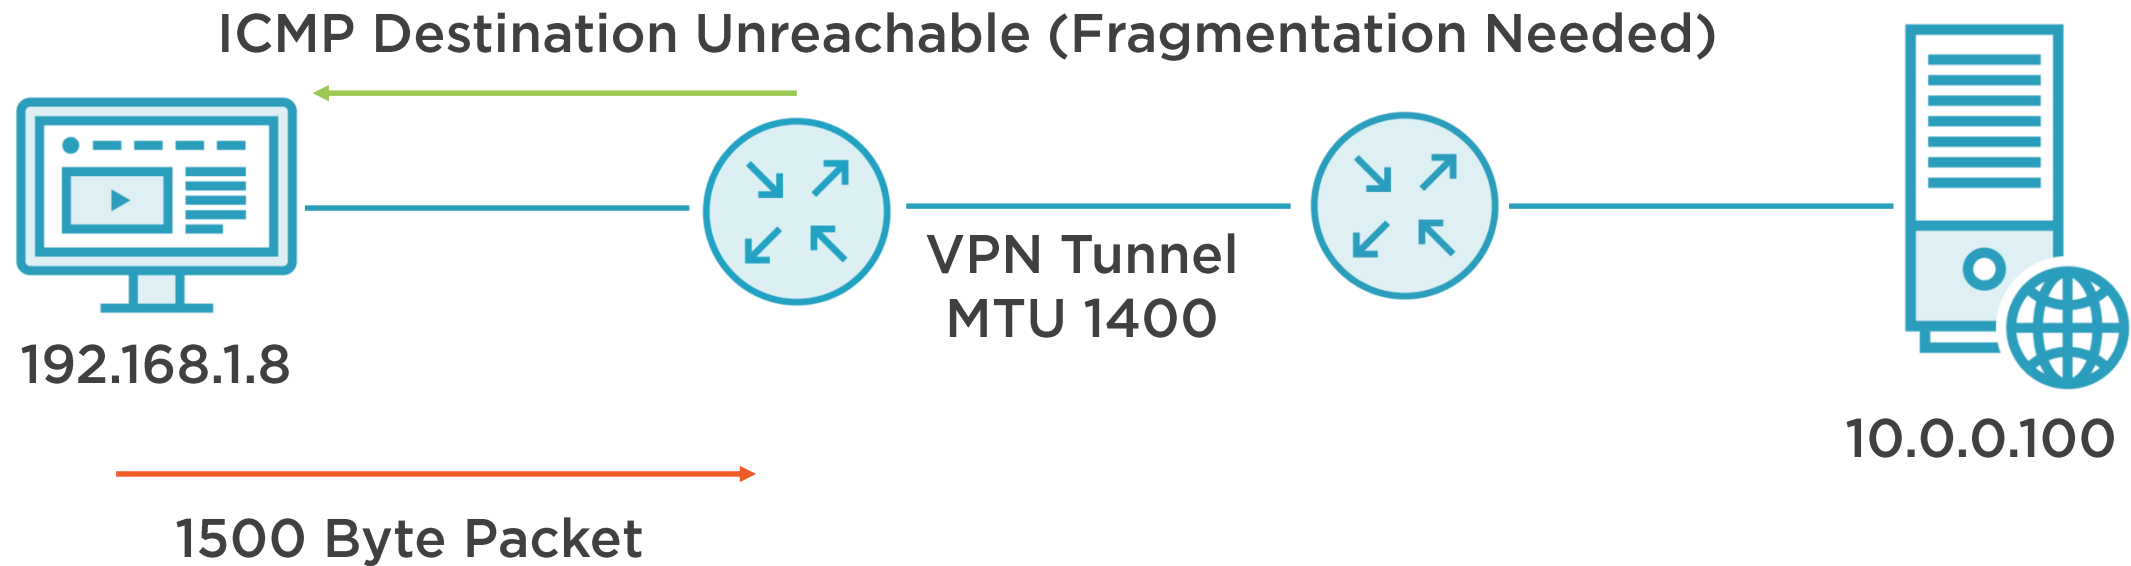 ICMP Destination Unreachable (Fragmentation Needed)
VPN Tunnel
MTU 1400
192.168.1.8
10.0.0.100
1500 Byte Packet